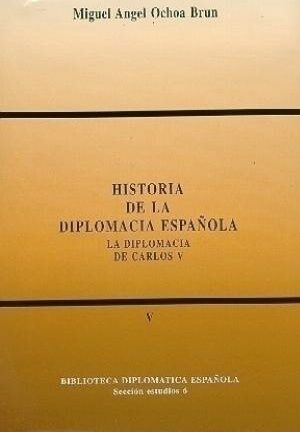 Miguel Angel Ochoa Brun
HISTORIA
DE LA
DIPLOMACIA ESPAÑOLA
LA DIPLOMACIA
DE CARLOS V
V
BIBLIOTECA DIPLOMATICA ESPAÑOLA
Sección estudios 6